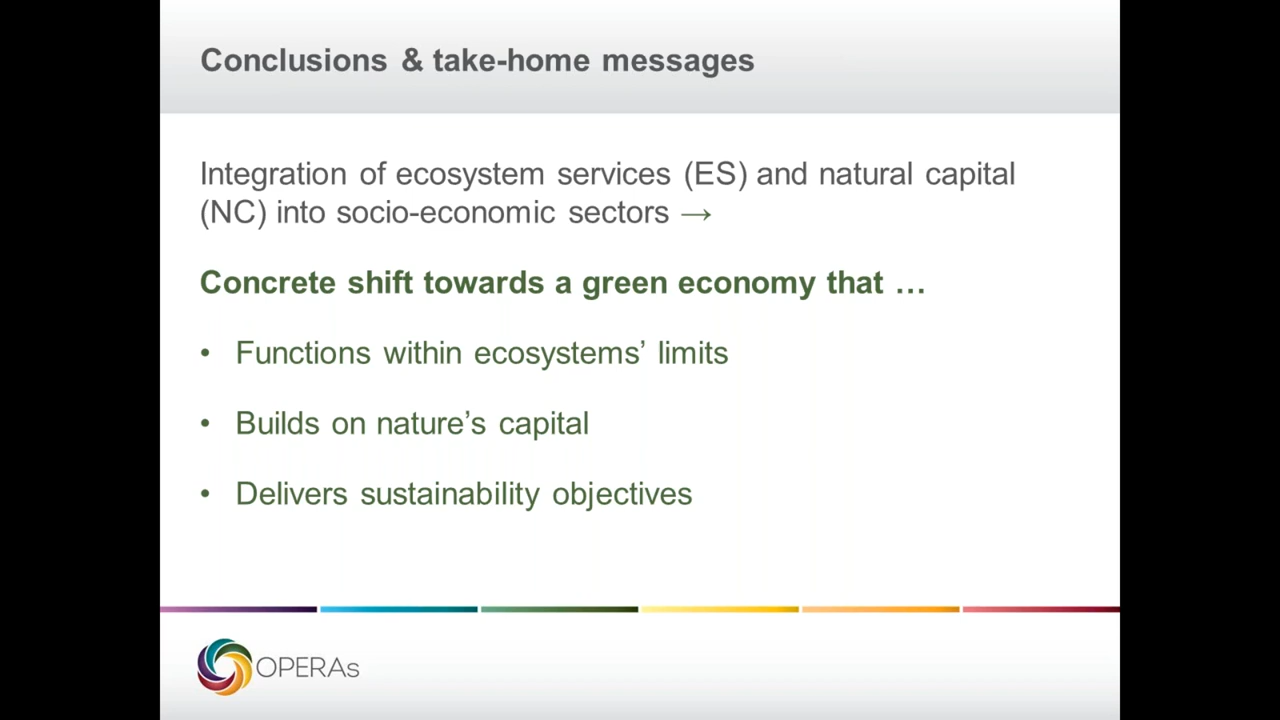 Conclusions & take-home messages
Integration of ecosystem services (ES) and natural capital
(NC) into socio-economic sectors →
Concrete shift towards a green economy that …
• Functions within ecosystems’ limits
• Builds on nature’s capital
• Delivers sustainability objectives
OPERAs